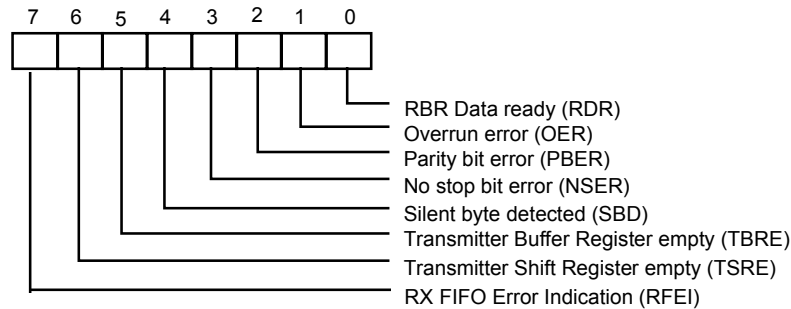 7 6 5 4 3 2 1 0
RBR Data ready (RDR)
Overrun error (OER)
Parity bit error (PBER)
No stop bit error (NSER)
Silent byte detected (SBD)
Transmitter Buffer Register empty (TBRE)
Transmitter Shift Register empty (TSRE)
RX FIFO Error Indication (RFEI)